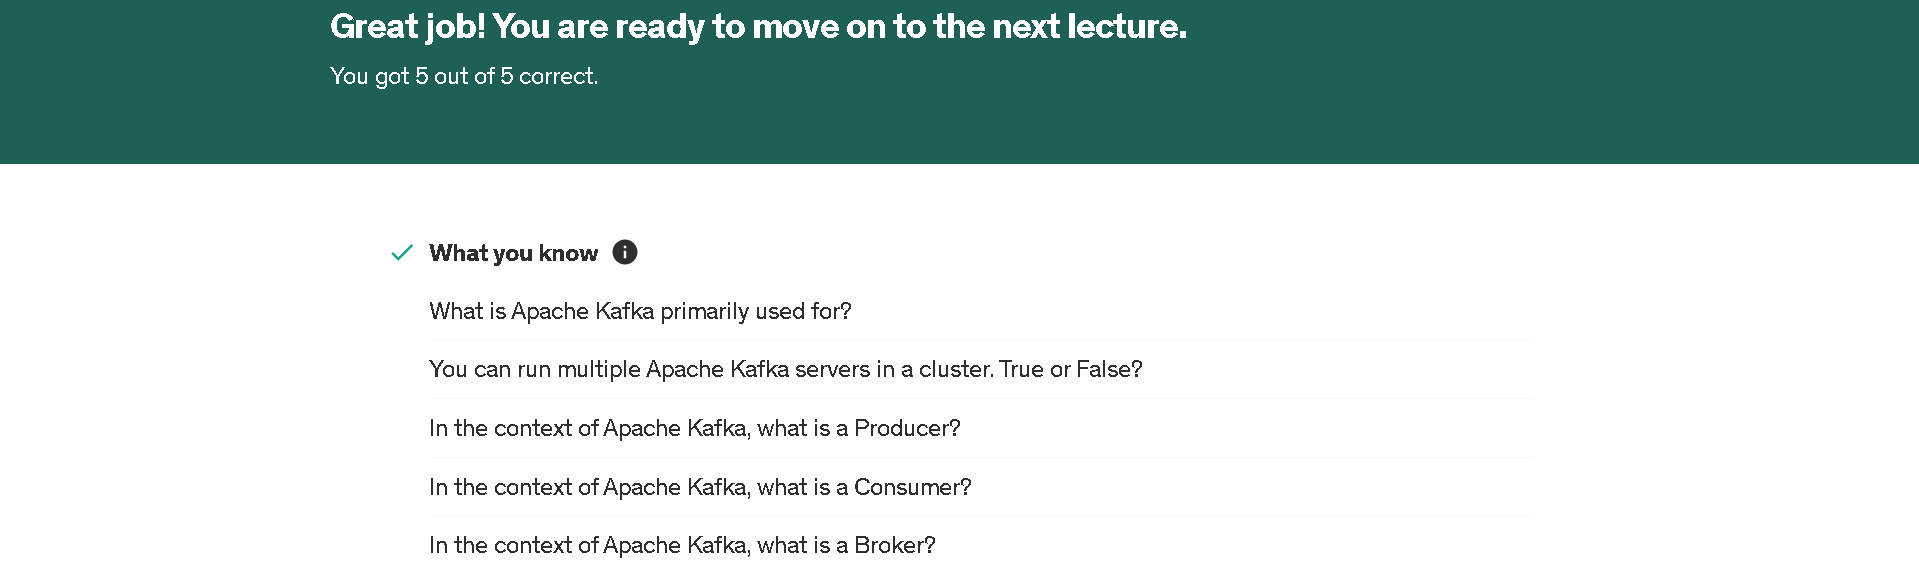 Great job! You are ready to move on to the next lecture.
You got 5 out of 5 correct.
What you know
What is Apache Kafka primarily used for?
You can run multiple Apache Kafka servers in a cluster. True or False?
In the context of Apache Kafka, what is a Producer?
In the context of Apache Kafka, what is a Consumer?
In the context of Apache Kafka, what is a Broker?